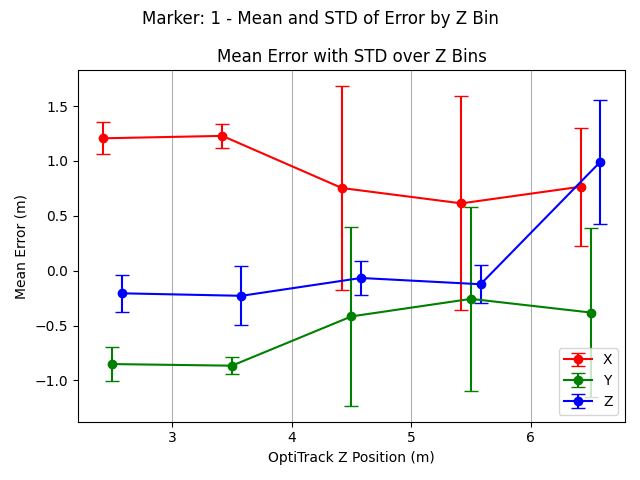 Marker: 1 - Mean and STD of Error by Z Bin
Mean Error with STD over Z Bins
Mean Error (m)
1.5
1.0
0.5
0.0
−0.5
−1.0
3
4
5
6
OptiTrack Z Position (m)
X
Y
Z